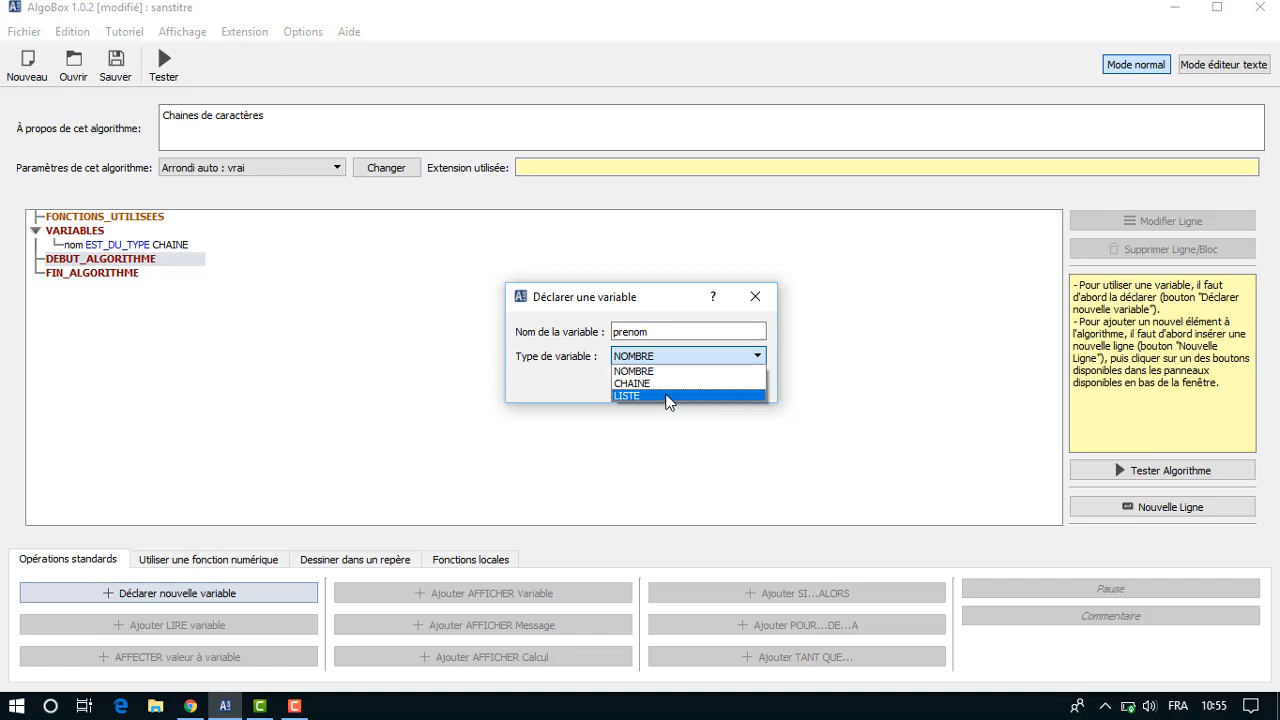 AlgoBox 1.0.2 [modifié] : sanstitre
Fichier Edition Tutoriel Affichage Extension Options Aide
Nouveau Ouvrir Sauver Tester
Mode normal Mode éditeur texte
À propos de cet algorithme: Chaines de caractères
Paramètres de cet algorithme: Arrondi auto : vrai Changer Extension utilisée:
FONCTIONS_UTILISEES
VARIABLES
nom EST_DU_TYPE CHAINE
DEBUT_ALGORITHME
FIN_ALGORITHME
Déclarer une variable ?
Nom de la variable : prenom
Type de variable : NOMBRE
NOMBRE
CHAINE
LISTE
Modifier Ligne
Supprimer Ligne/Bloc
- Pour utiliser une variable, il faut
d'abord la déclarer (bouton "Déclarer
nouvelle variable").
- Pour ajouter un nouvel élément à
l'algorithme, il faut d'abord insérer une
nouvelle ligne (bouton "Nouvelle
Ligne"), puis cliquer sur un des boutons
disponibles dans les panneaux
disponibles en bas de la fenêtre.
Tester Algorithme
Nouvelle Ligne
Opérations standards Utiliser une fonction numérique Dessiner dans un repère Fonctions locales
Déclarer nouvelle variable Ajouter AFFICHER Variable Ajouter SI...ALORS Pause
Ajouter LIRE variable Ajouter AFFICHER Message Ajouter POUR...DE...A Commentaire
AFFECTER valeur à variable Ajouter AFFICHER Calcul Ajouter TANT QUE...
FRA 10:55